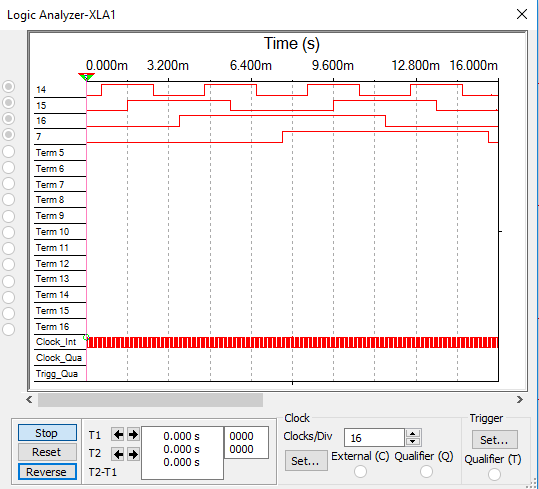 Logic Analyzer-XLA1
Time (s)
0.000m 3.200m 6.400m 9.600m 12.800m 16.000m
14
15
16
7
Term 5
Term 6
Term 7
Term 8
Term 9
Term 10
Term 11
Term 12
Term 13
Term 14
Term 15
Term 16
Clock_Int
Clock_Qua
Trigg_Qua
Stop
Reset
Reverse
T1
T2
T2-T1
0.000 s 0000
0.000 s 0000
0.000 s
Clock
Clocks/Div 16
Set... External (C) Qualifier (Q)
Trigger
Set...
Qualifier (T)